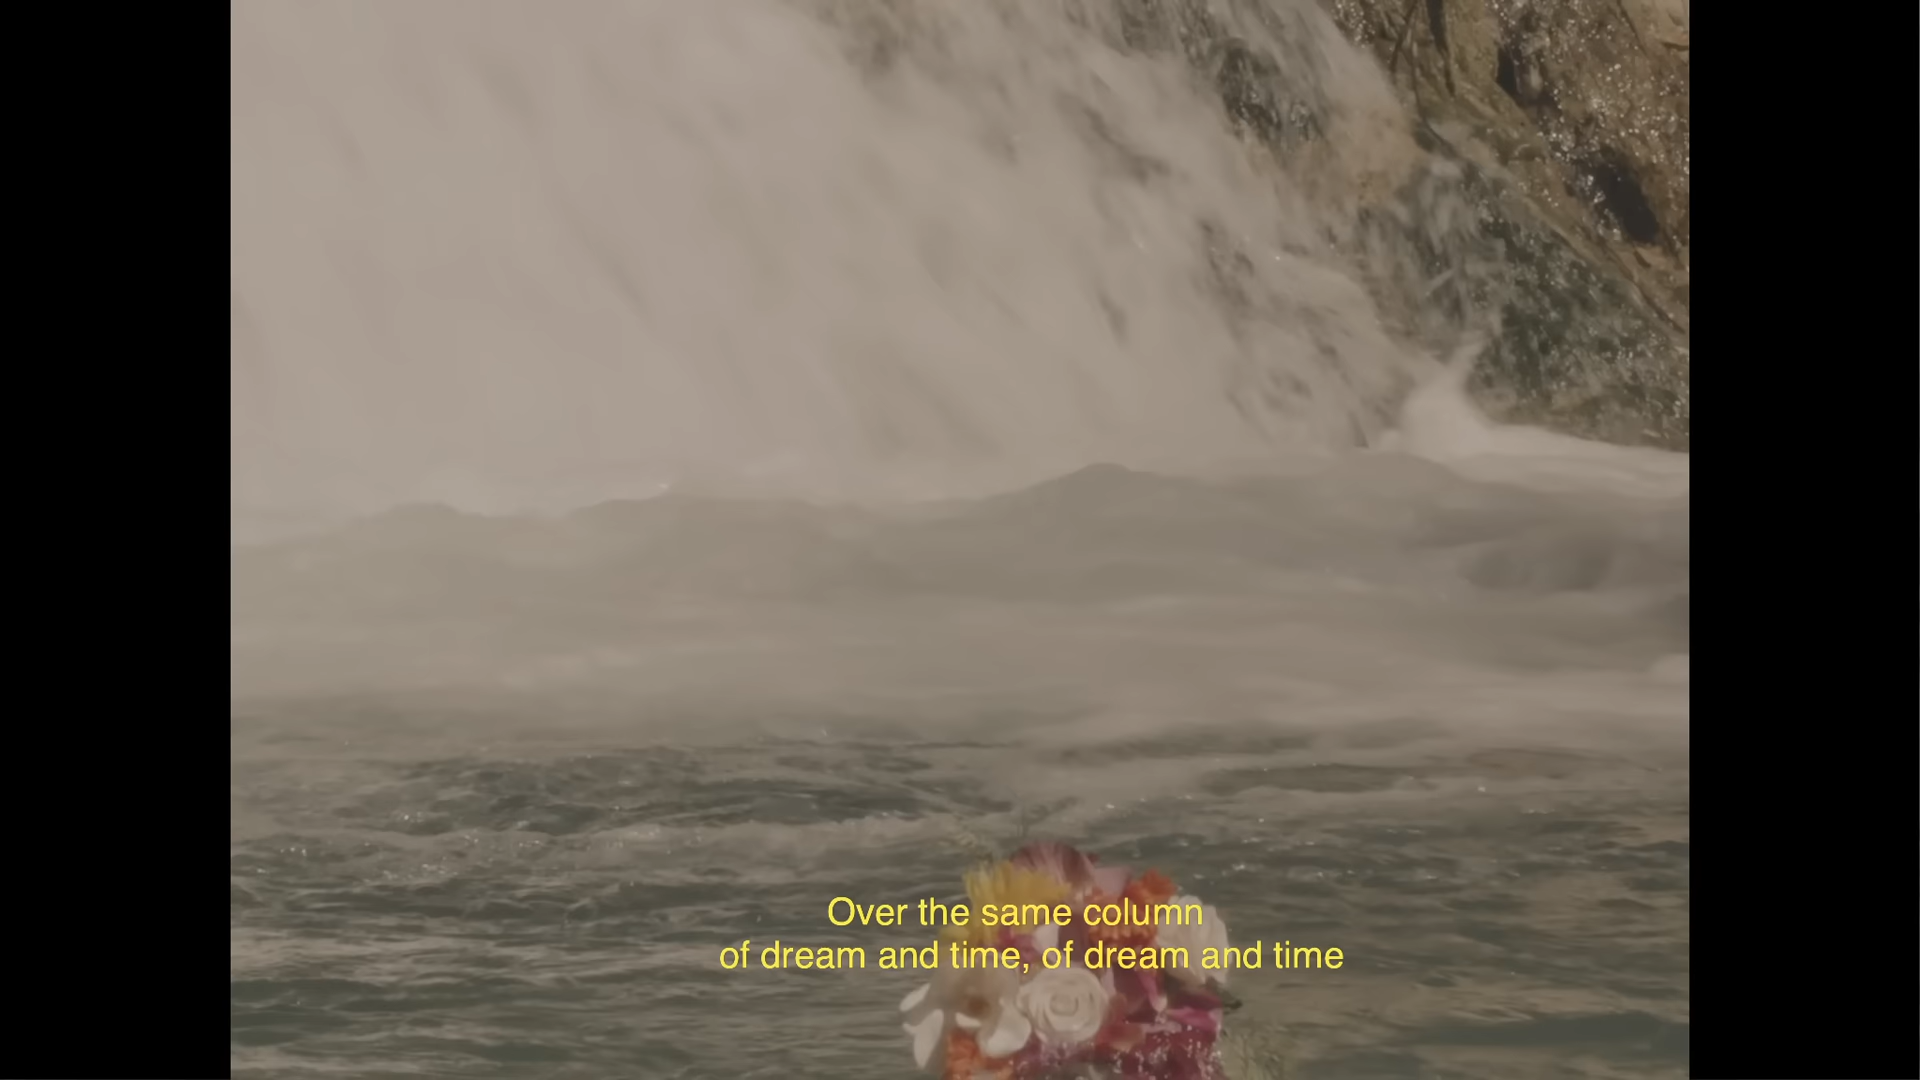 Over the same column
of dream and time, of dream and time